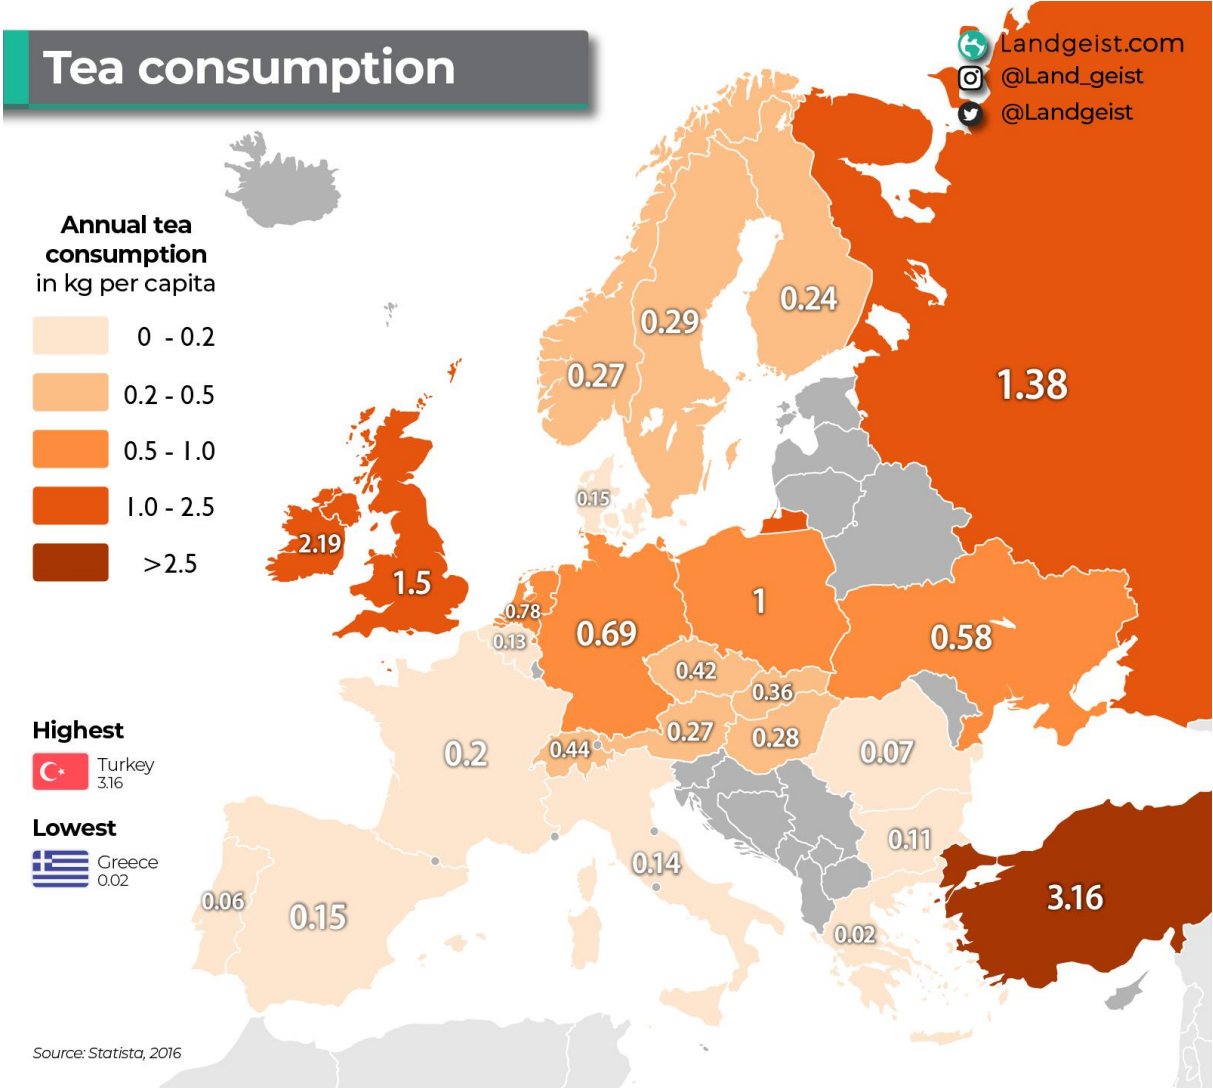 Tea consumption
Landgeist.com
@Land_geist
@Landgeist
Annual tea
consumption
in kg per capita
0 - 0.2
0.2 - 0.5
0.5 - 1.0
1.0 - 2.5
>2.5
0.24
0.29
0.27
1.38
0.15
2.19
1.5
0.78
1
0.69
0.13
0.58
0.42
0.36
0.27
0.28
0.44
0.2
0.07
0.11
0.14
0.06
0.15
0.02
3.16
Highest
Turkey
3.16
Lowest
Greece
0.02
Source: Statista, 2016